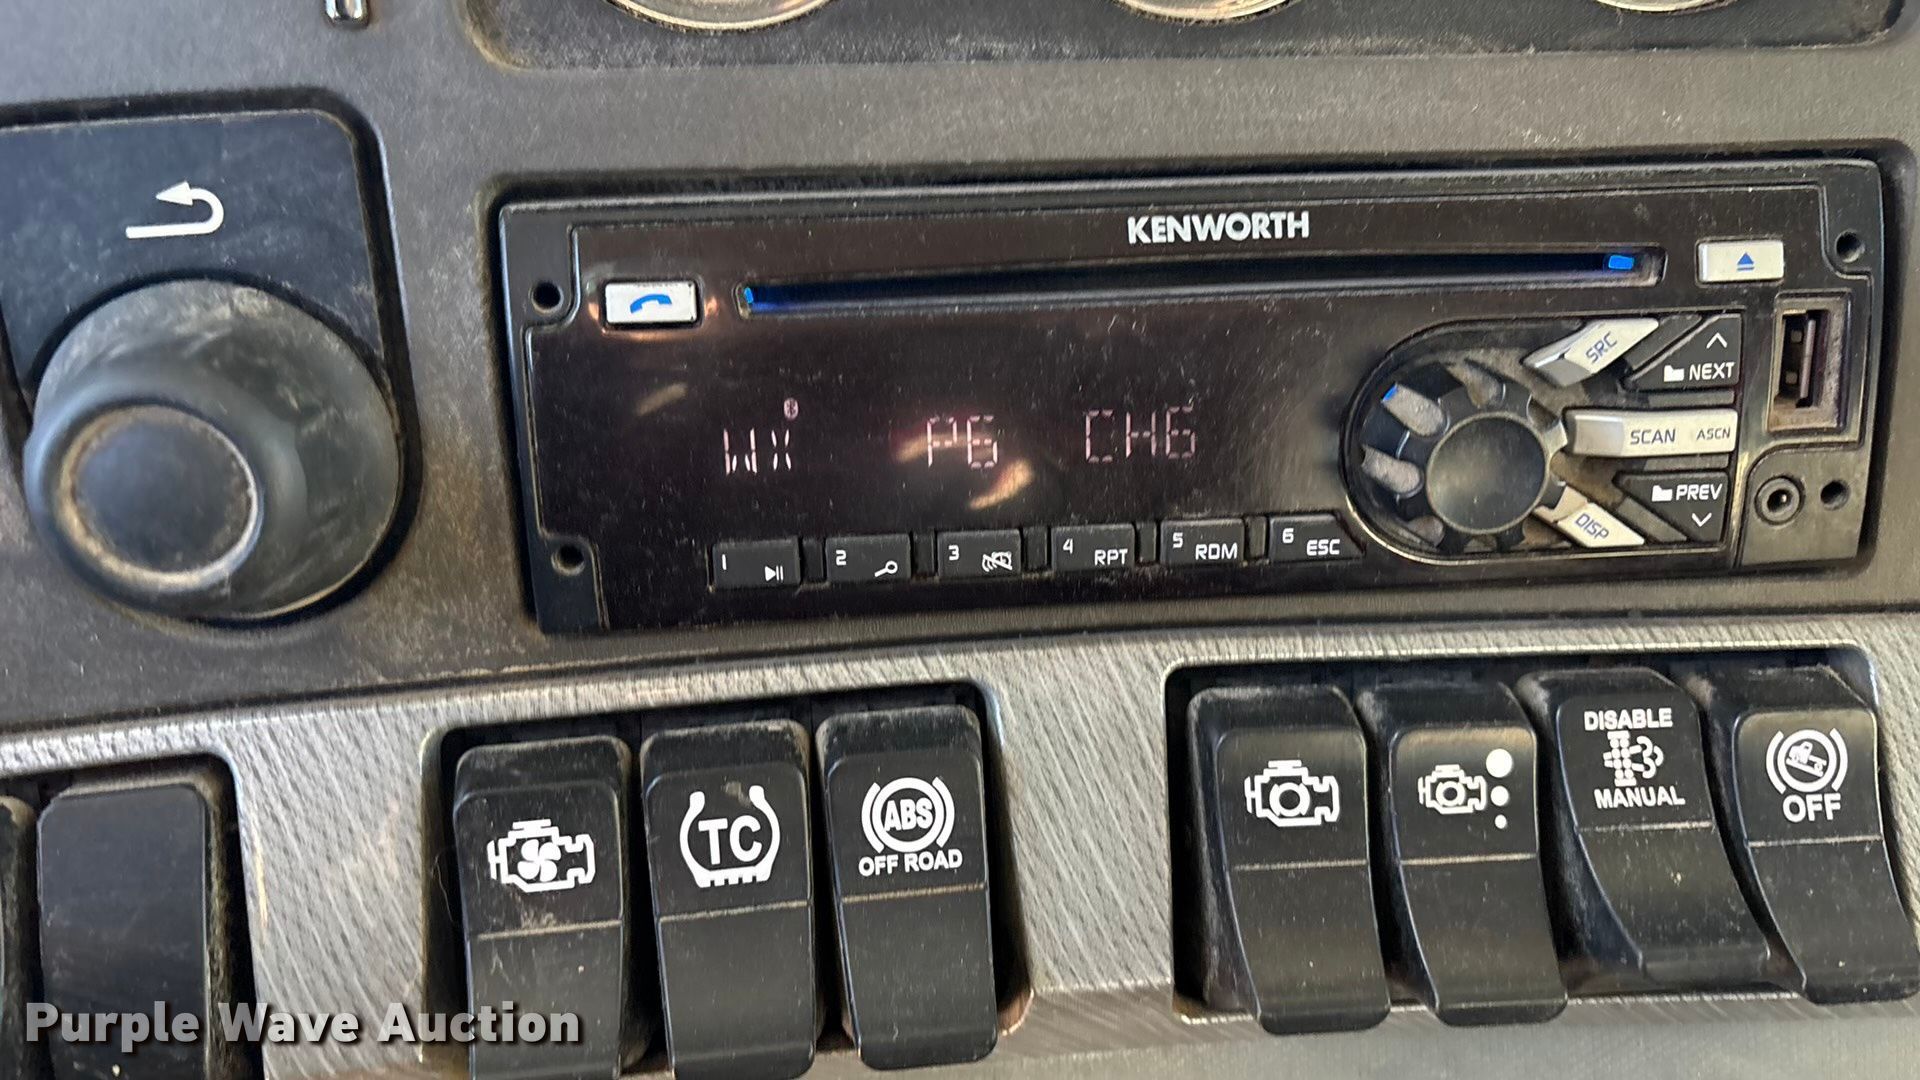 KENWORTH
SRC
NEXT
WX P6 CH6
SCAN ASCN
PREV
DISP
1 2 3 4 RPT 5 RDM 6 ESC
TC
ABS
OFF ROAD
DISABLE
MANUAL
OFF
Purple Wave Auction